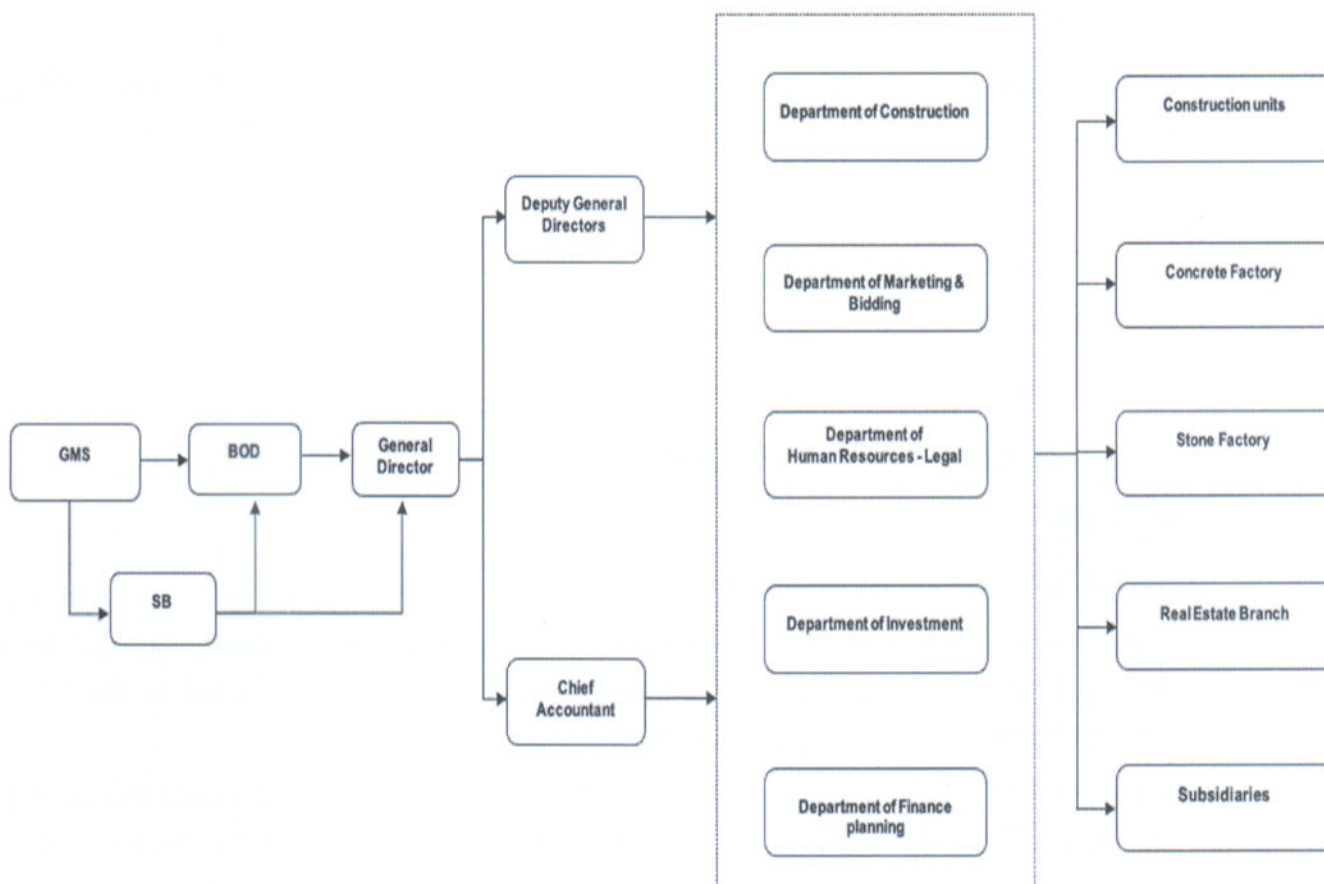 GMS
BOD
SB
General
Director
Deputy General
Directors
Chief
Accountant
Department of Construction
Department of Marketing &
Bidding
Department of
Human Resources - Legal
Department of Investment
Department of Finance
planning
Construction units
Concrete Factory
Stone Factory
Real Estate Branch
Subsidiaries